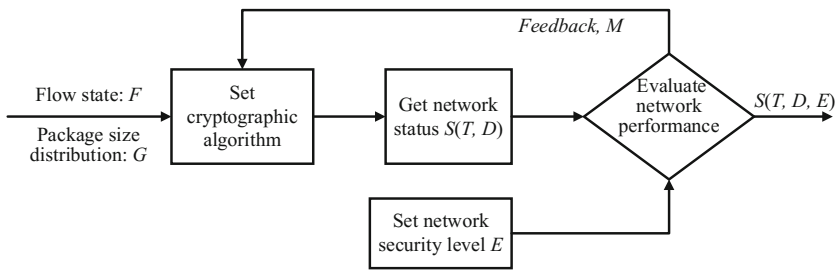 Feedback, M
Flow state: F
Package size
distribution: G
Set
cryptographic
algorithm
Get network
status S(T, D)
Evaluate
network
performance
S(T, D, E)
Set network
security level E